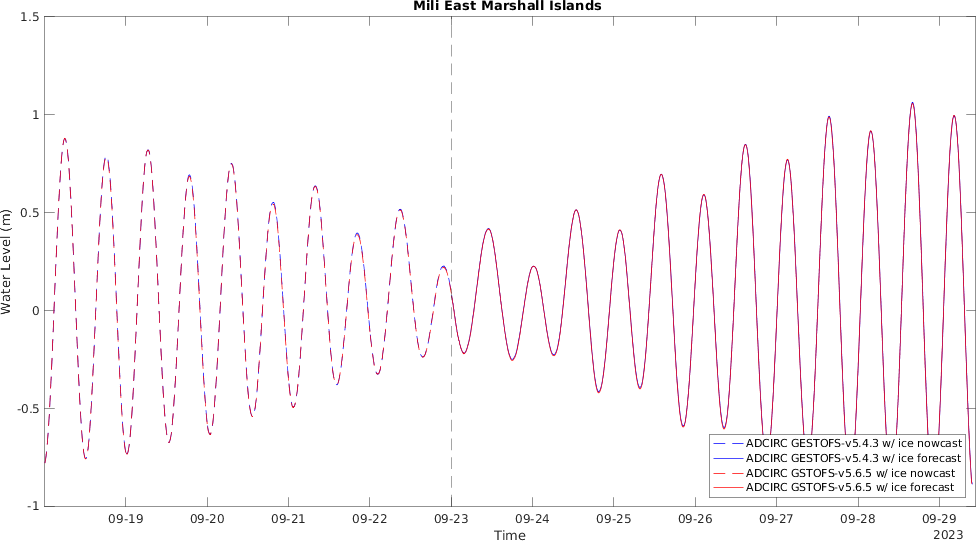 Mili East Marshall Islands
1.5
1
0.5
0
-0.5
-1
Water Level (m)
09-19 09-20 09-21 09-22 09-23 09-24 09-25 09-26 09-27 09-28 09-29
Time
2023
ADCIRC GESTOFS-v5.4.3 w/ ice nowcast
ADCIRC GESTOFS-v5.4.3 w/ ice forecast
ADCIRC GSTOFS-v5.6.5 w/ ice nowcast
ADCIRC GSTOFS-v5.6.5 w/ ice forecast